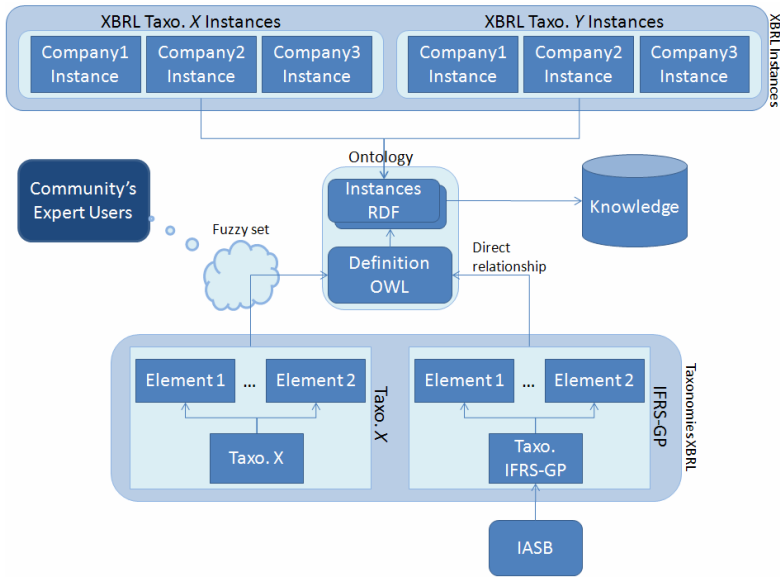 XBRL Taxo. X Instances
XBRL Taxo. Y Instances
Company1
Instance
Company2
Instance
Company3
Instance
Company1
Instance
Company2
Instance
Company3
Instance
XBRL Instances
Ontology
Community's
Expert Users
Instances
RDF
Knowledge
Fuzzy set
Definition
OWL
Direct
relationship
Element 1
...
Element 2
Taxo. X
Taxo. X
Element 1
...
Element 2
Taxo.
IFRS-GP
IFRS-GP
Taxonomies XBRL
IASB